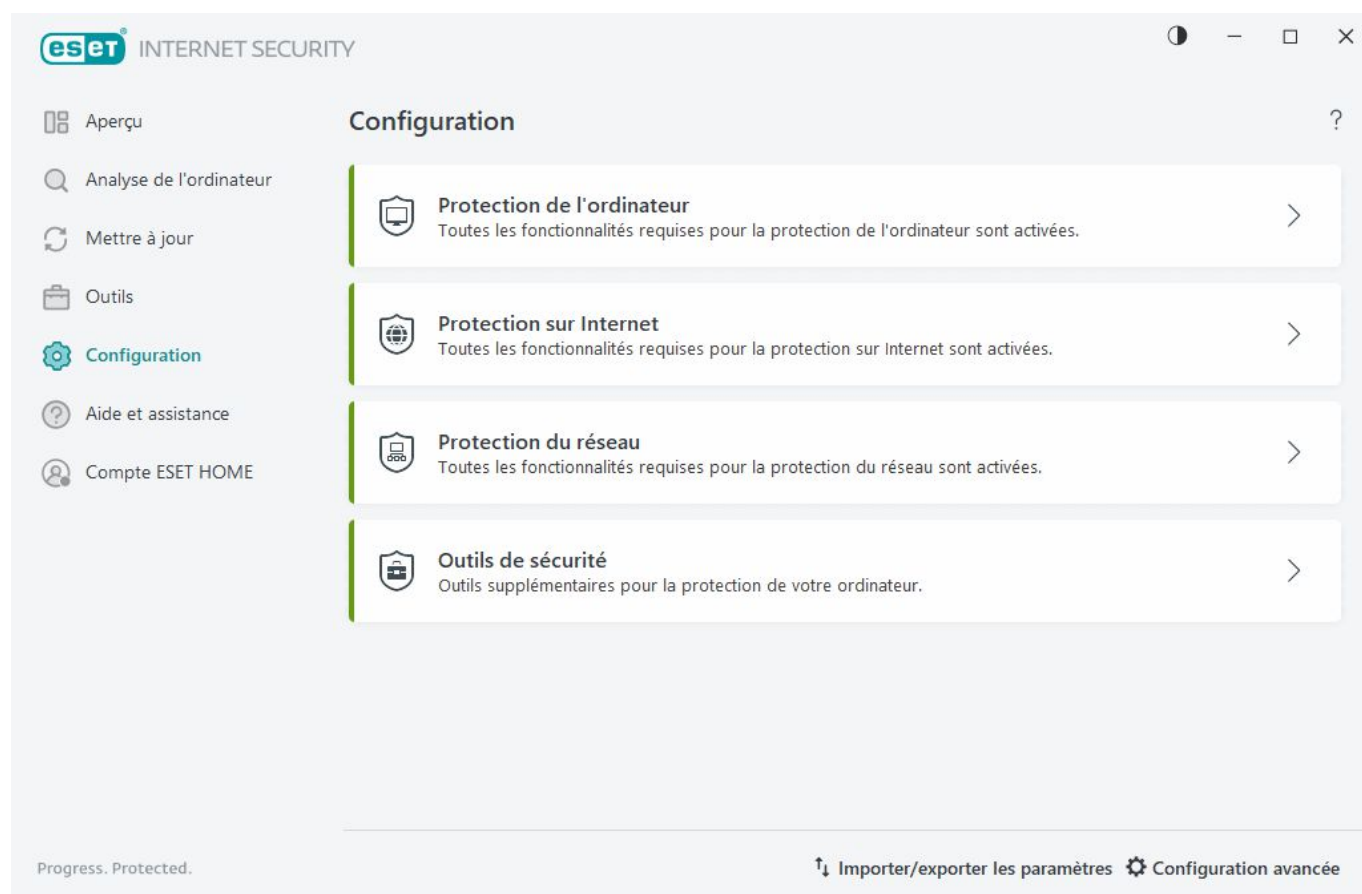 eset® INTERNET SECURITY
Aperçu
Analyse de l'ordinateur
Mettre à jour
Outils
Configuration
Aide et assistance
Compte ESET HOME
Configuration
?
Protection de l'ordinateur
Toutes les fonctionnalités requises pour la protection de l'ordinateur sont activées.
Protection sur Internet
Toutes les fonctionnalités requises pour la protection sur Internet sont activées.
Protection du réseau
Toutes les fonctionnalités requises pour la protection du réseau sont activées.
Outils de sécurité
Outils supplémentaires pour la protection de votre ordinateur.
Progress. Protected.
Importer/exporter les paramètres Configuration avancée